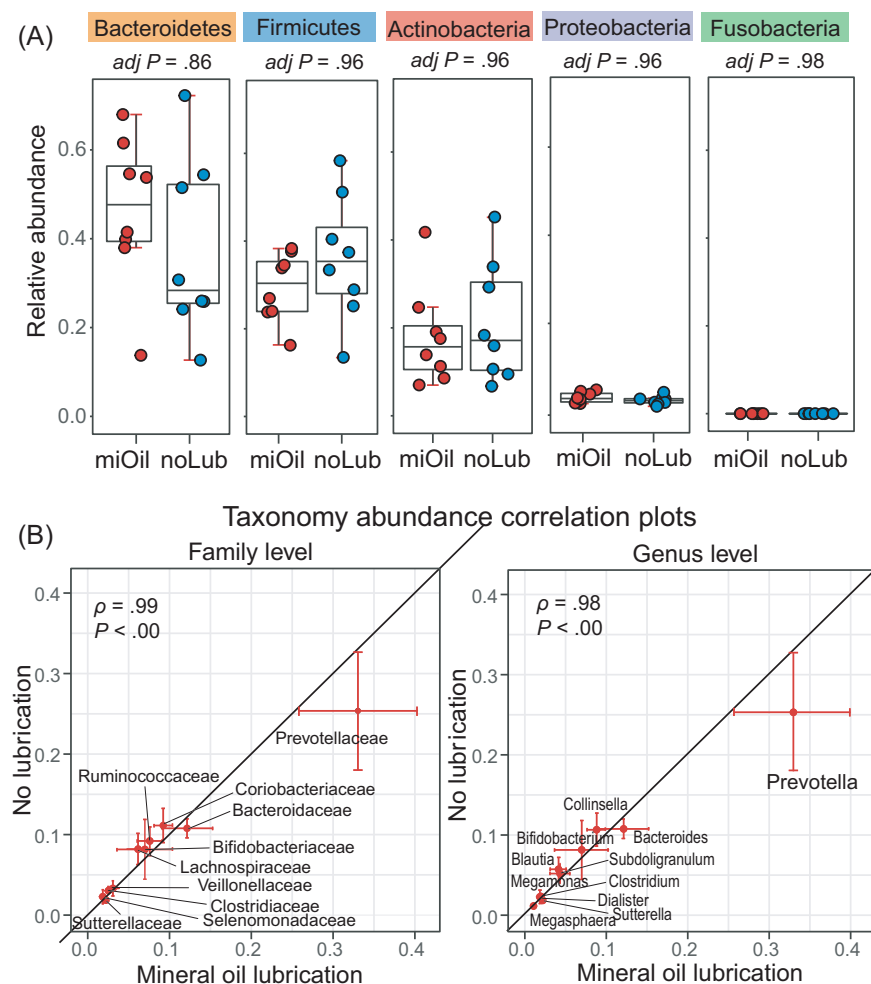 (A)
Bacteroidetes Firmicutes Actinobacteria Proteobacteria Fusobacteria
adj P = .86 adj P = .96 adj P = .96 adj P = .96 adj P = .98
Relative abundance
0.6
0.4
0.2
0.0
miOil noLub miOil noLub miOil noLub miOil noLub miOil noLub
(B)
Taxonomy abundance correlation plots
Family level
ρ = .99
P < .00
No lubrication
0.4
0.3
0.2
0.1
0.0
Prevotellaceae
Ruminococcaceae
Coriobacteriaceae
Bacteroidaceae
Bifidobacteriaceae
Lachnospiraceae
Veillonellaceae
Clostridiaceae
Sutterellaceae
Selenomonadaceae
0.0 0.1 0.2 0.3 0.4
Mineral oil lubrication
Genus level
ρ = .98
P < .00
No lubrication
0.4
0.3
0.2
0.1
0.0
Prevotella
Collinsella
Bifidobacterium
Bacteroides
Blautia
Subdoligranulum
Megamonas
Clostridium
Dialister
Sutterella
Megasphaera
0.0 0.1 0.2 0.3 0.4
Mineral oil lubrication